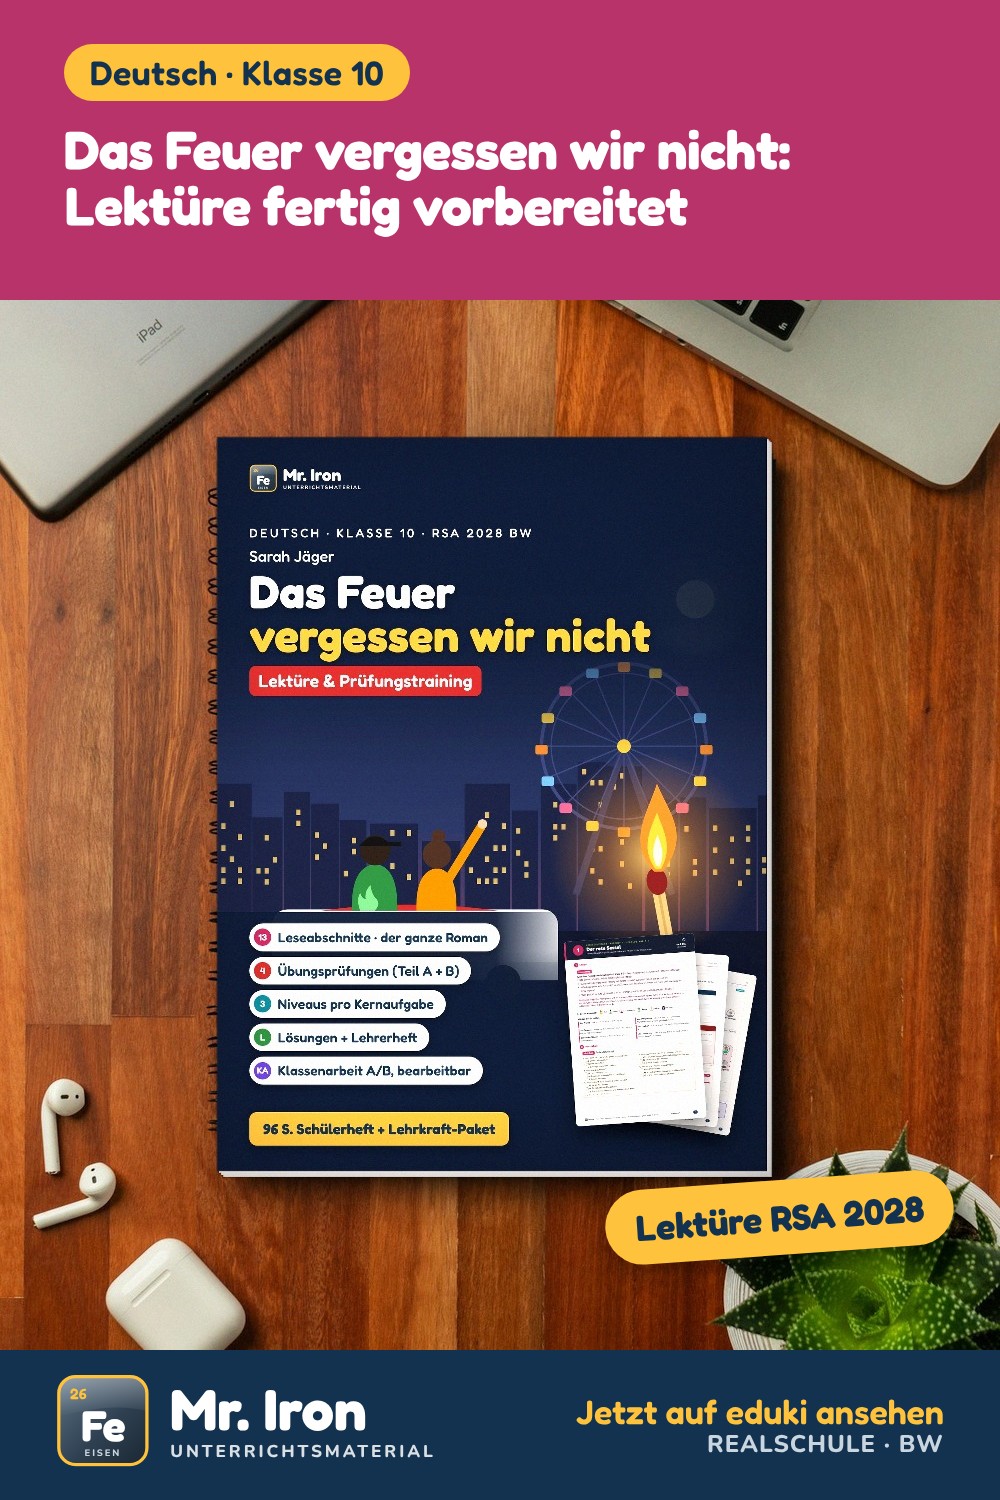 Deutsch · Klasse 10
Das Feuer vergessen wir nicht:
Lektüre fertig vorbereitet
iPad
Fe
Mr. Iron
UNTERRICHTSMATERIAL
DEUTSCH · KLASSE 10 · RSA 2028 BW
Sarah Jäger
Das Feuer
vergessen wir nicht
Lektüre & Prüfungstraining
13 Leseabschnitte · der ganze Roman
4 Übungsprüfungen (Teil A + B)
3 Niveaus pro Kernaufgabe
L Lösungen + Lehrerheft
KA Klassenarbeit A/B, bearbeitbar
96 S. Schülerheft + Lehrkraft-Paket
Der rote Sessel
Lektüre RSA 2028
26
Fe
EISEN
Mr. Iron
UNTERRICHTSMATERIAL
Jetzt auf eduki ansehen
REALSCHULE · BW